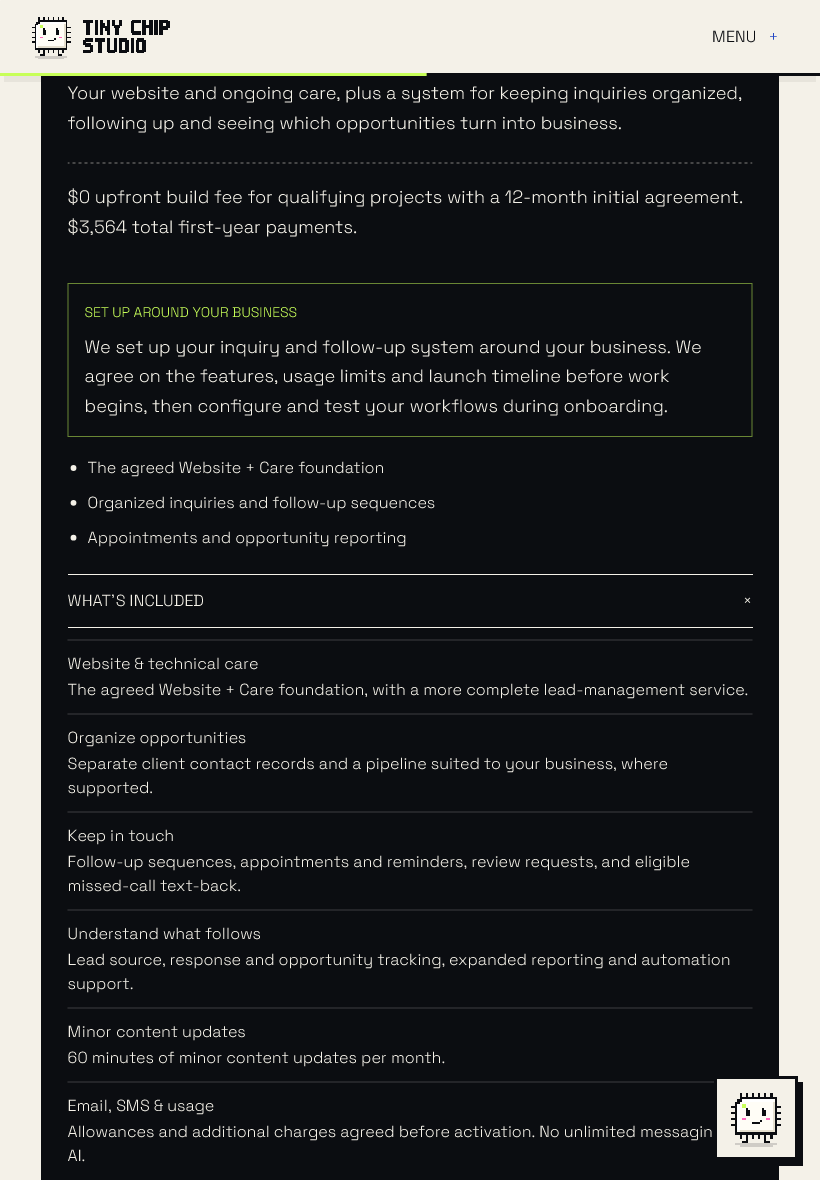 TINY CHIP
STUDIO
MENU +
Your website and ongoing care, plus a system for keeping inquiries organized,
following up and seeing which opportunities turn into business.
$0 upfront build fee for qualifying projects with a 12-month initial agreement.
$3,564 total first-year payments.
SET UP AROUND YOUR BUSINESS
We set up your inquiry and follow-up system around your business. We
agree on the features, usage limits and launch timeline before work
begins, then configure and test your workflows during onboarding.
• The agreed Website + Care foundation
• Organized inquiries and follow-up sequences
• Appointments and opportunity reporting
WHAT'S INCLUDED ×
Website & technical care
The agreed Website + Care foundation, with a more complete lead-management service.
Organize opportunities
Separate client contact records and a pipeline suited to your business, where
supported.
Keep in touch
Follow-up sequences, appointments and reminders, review requests, and eligible
missed-call text-back.
Understand what follows
Lead source, response and opportunity tracking, expanded reporting and automation
support.
Minor content updates
60 minutes of minor content updates per month.
Email, SMS & usage
Allowances and additional charges agreed before activation. No unlimited messagin
AI.